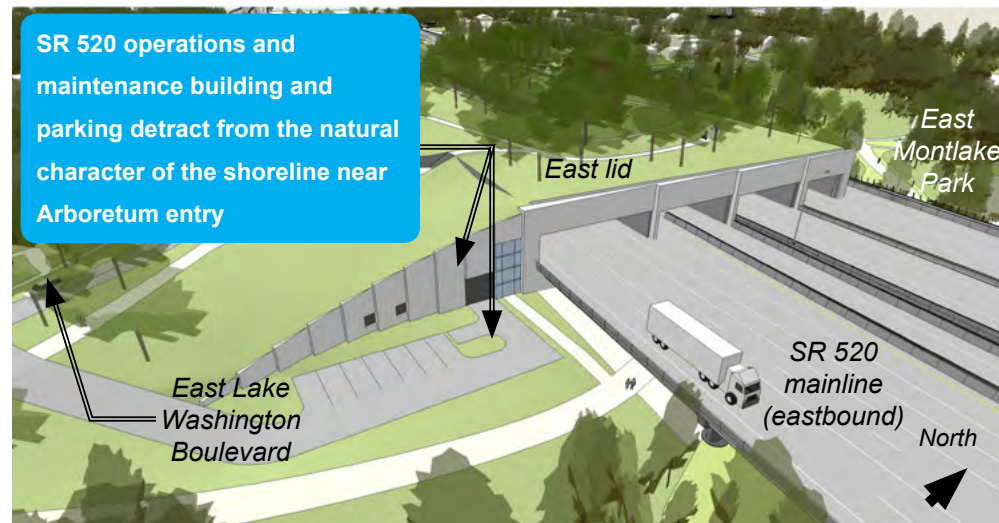 SR 520 operations and
maintenance building and
parking detract from the natural
character of the shoreline near
Arboretum entry
East lid
East
Montlake
Park
East Lake
Washington
Boulevard
SR 520
mainline
(eastbound)
North